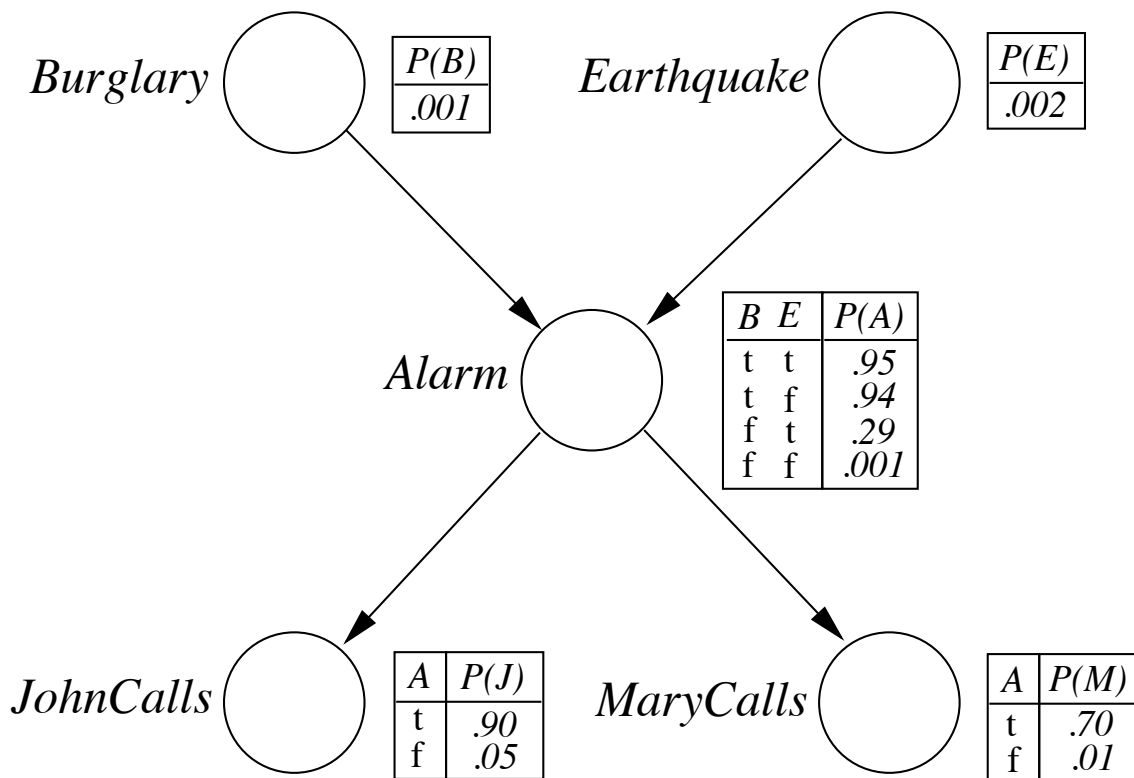 Burglary
P(B)
.001
Earthquake
P(E)
.002
Alarm
B E P(A)
t t .95
t f .94
f t .29
f f .001
JohnCalls
A P(J)
t .90
f .05
MaryCalls
A P(M)
t .70
f .01